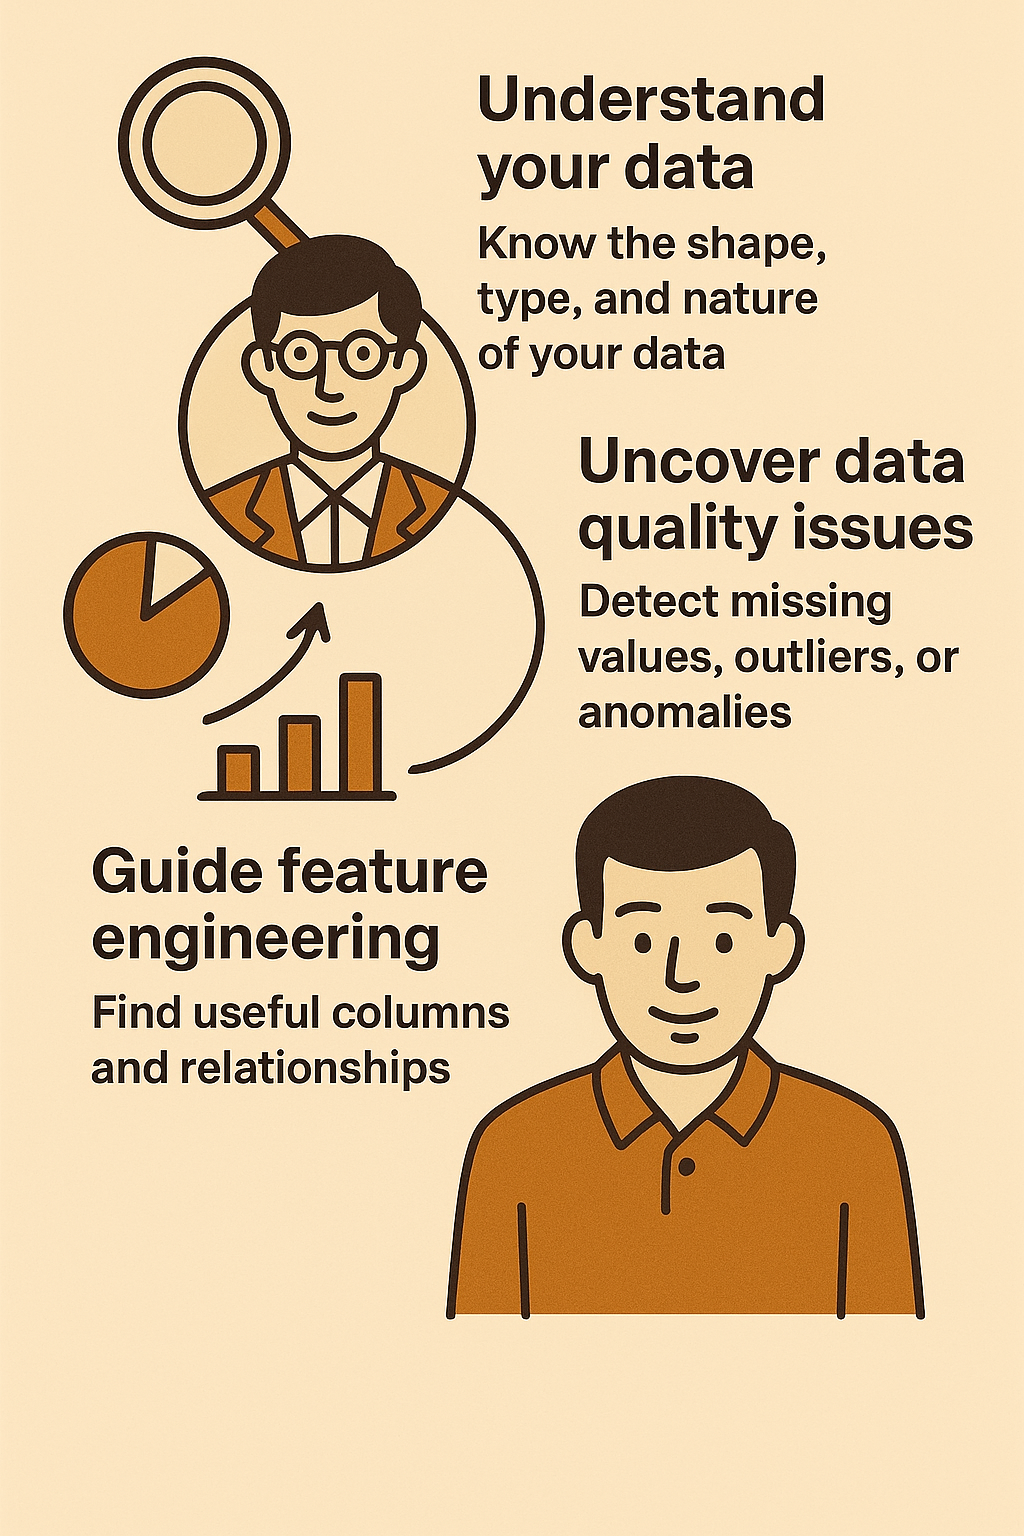 Understand
your data
Know the shape,
type, and nature
of your data
Uncover data
quality issues
Detect missing
values, outliers, or
anomalies
Guide feature
engineering
Find useful columns
and relationships